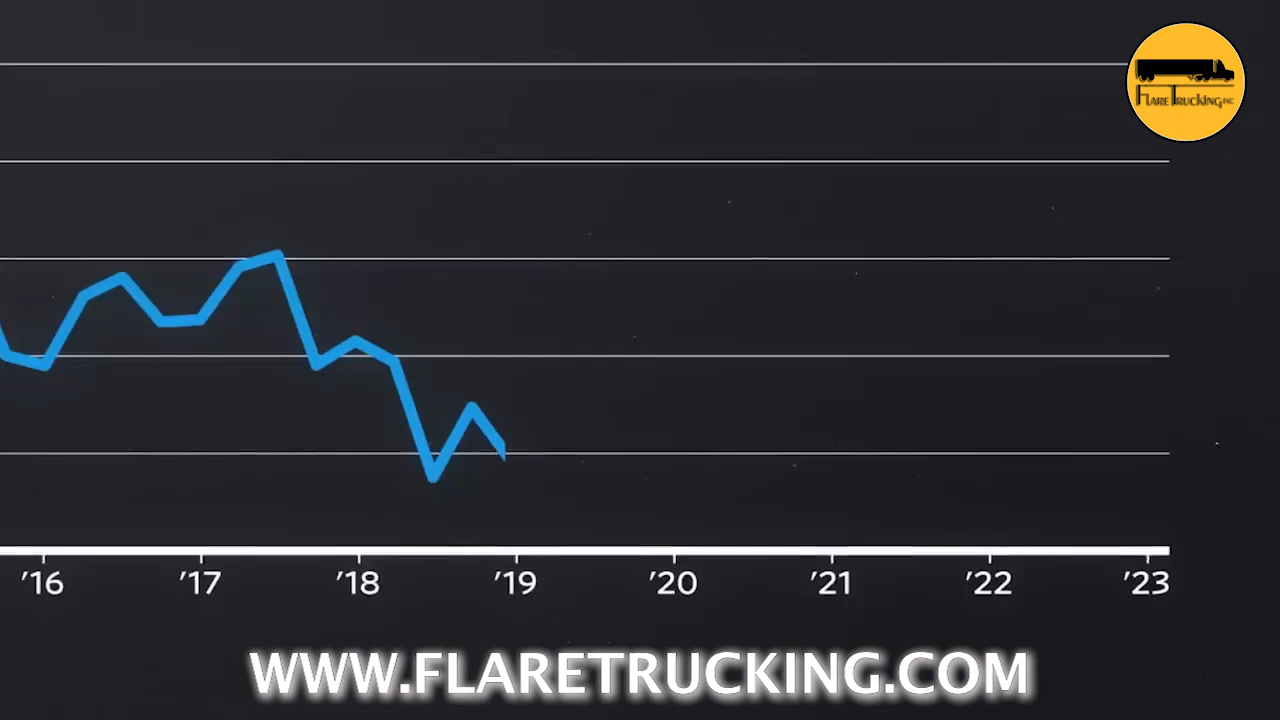 FLARE TRUCKING INC
’16 ’17 ’18 ’19 ’20 ’21 ’22 ’23
WWW.FLARETRUCKING.COM